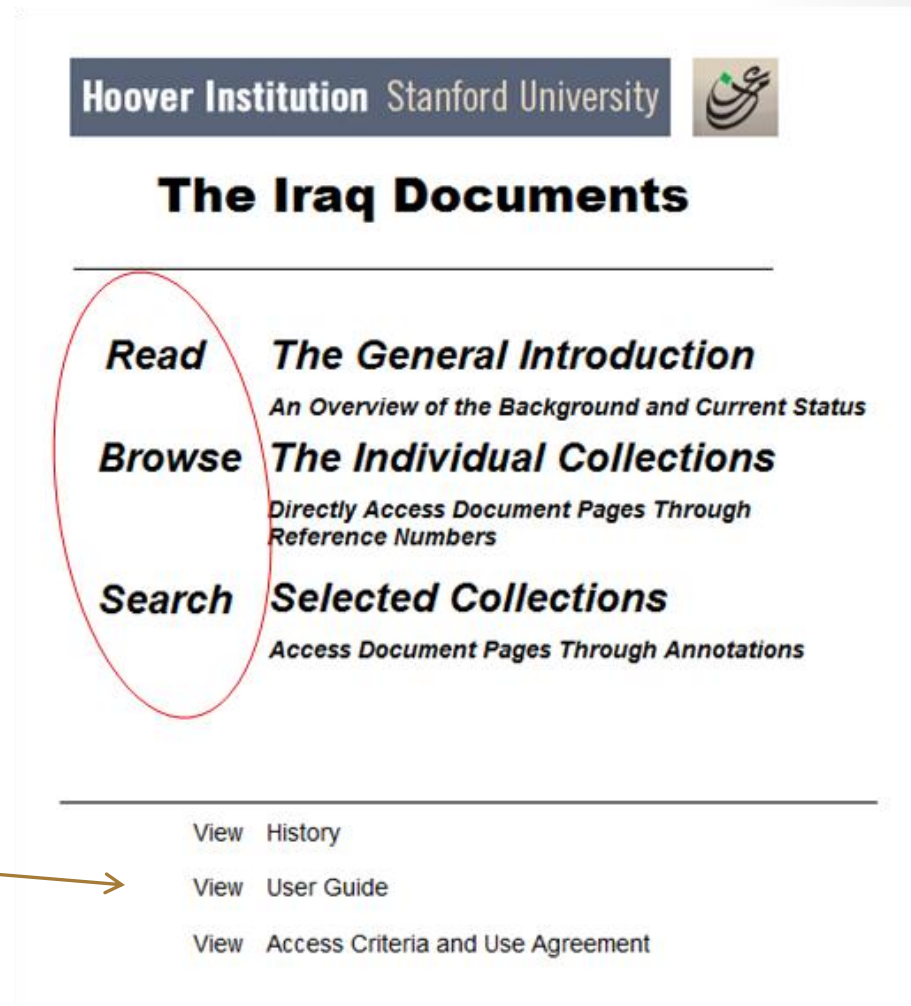 Hoover Institution Stanford University
The Iraq Documents
Read The General Introduction
An Overview of the Background and Current Status
Browse The Individual Collections
Directly Access Document Pages Through
Reference Numbers
Search Selected Collections
Access Document Pages Through Annotations
View History
View User Guide
View Access Criteria and Use Agreement